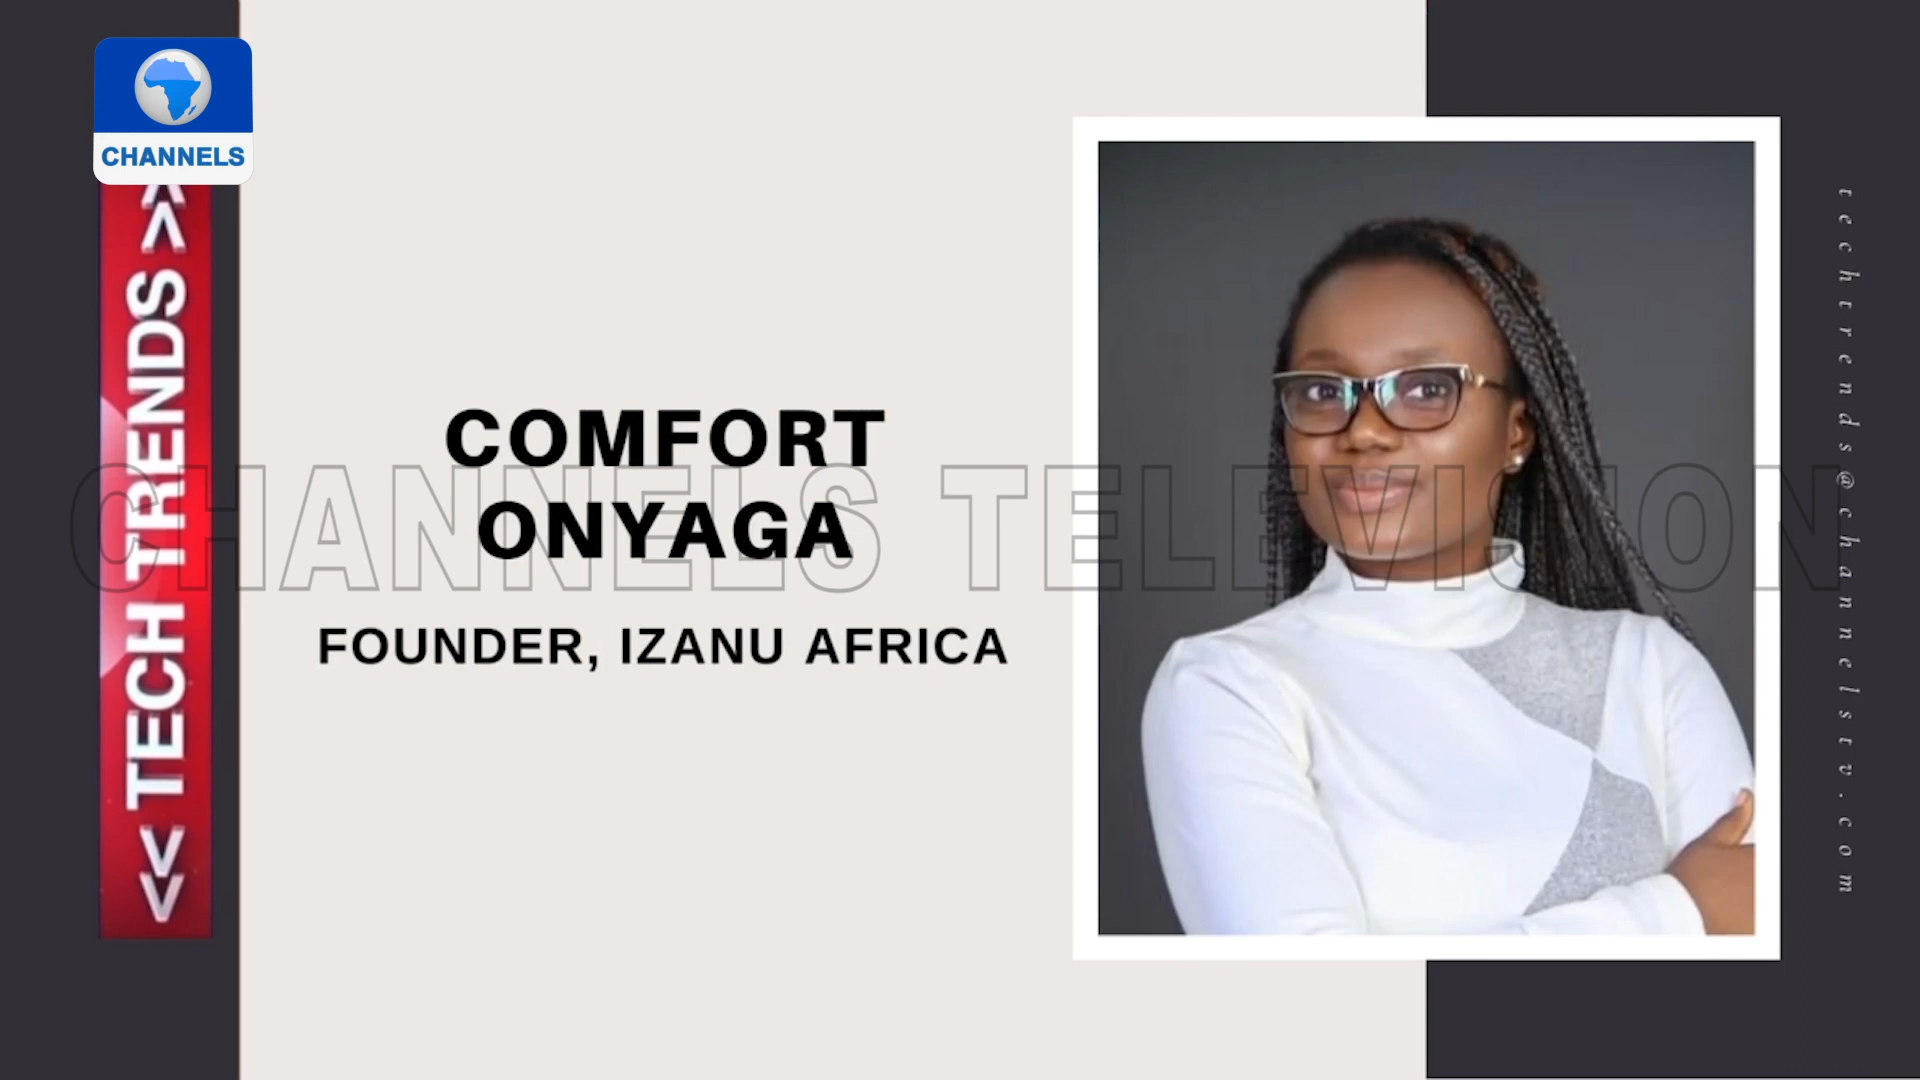 CHANNELS
<< TECH TRENDS >>
COMFORT
ONYAGA
FOUNDER, IZANU AFRICA
CHANNELS TELEVISION
techtrends@channelstv.com